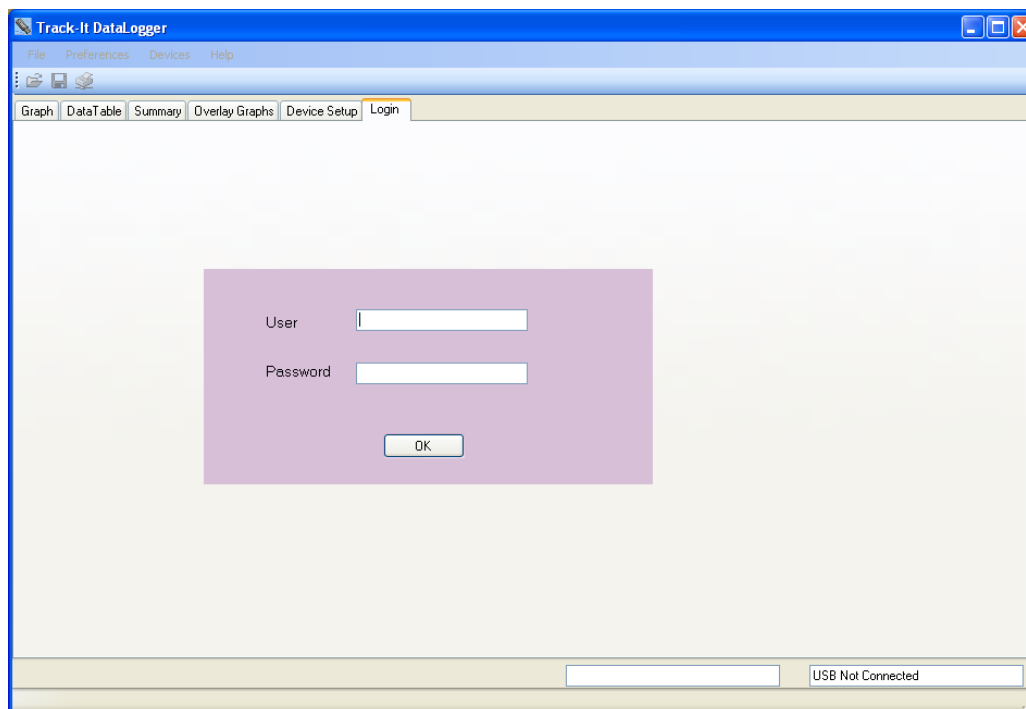 Track-It DataLogger
File Preferences Devices Help
Graph DataTable Summary Overlay Graphs Device Setup Login
User
Password
OK
USB Not Connected